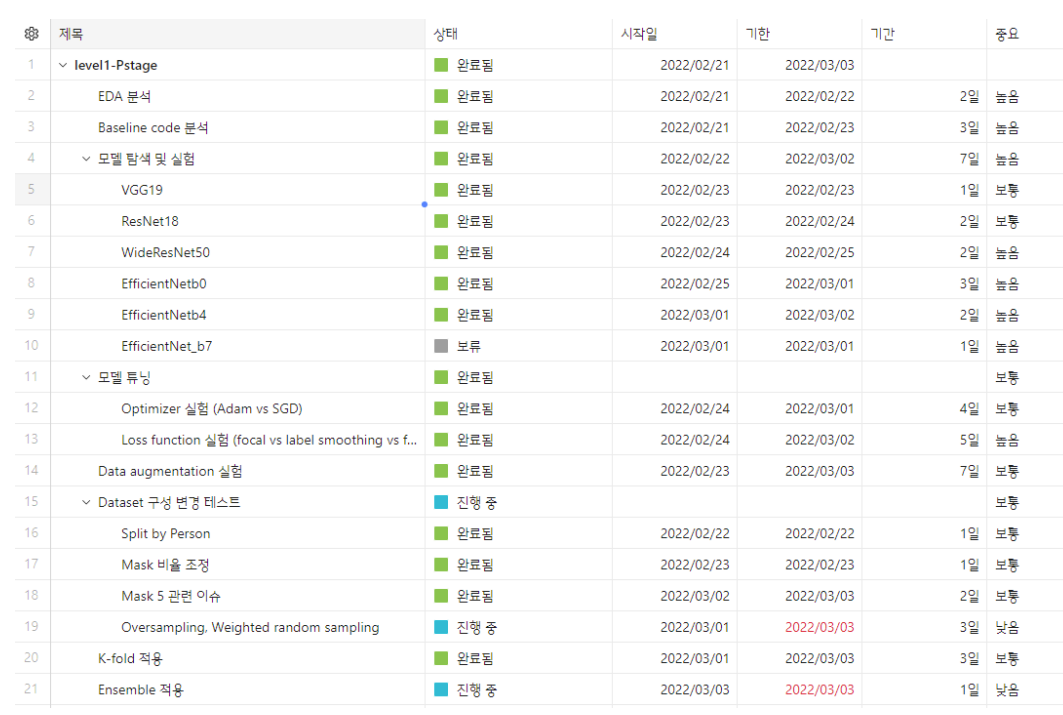 제목 상태 시작일 기한 기간 중요
1 level1-Pstage 완료됨 2022/02/21 2022/03/03
2 EDA 분석 완료됨 2022/02/21 2022/02/22 2일 높음
3 Baseline code 분석 완료됨 2022/02/21 2022/02/23 3일 높음
4 모델 탐색 및 실험 완료됨 2022/02/22 2022/03/02 7일 높음
5 VGG19 완료됨 2022/02/23 2022/02/23 1일 보통
6 ResNet18 완료됨 2022/02/23 2022/02/24 2일 보통
7 WideResNet50 완료됨 2022/02/24 2022/02/25 2일 높음
8 EfficientNetb0 완료됨 2022/02/25 2022/03/01 3일 높음
9 EfficientNetb4 완료됨 2022/03/01 2022/03/02 2일 높음
10 EfficientNet_b7 보류 2022/03/01 2022/03/01 1일 높음
11 모델 튜닝 완료됨 보통
12 Optimizer 실험 (Adam vs SGD) 완료됨 2022/02/24 2022/03/01 4일 보통
13 Loss function 실험 (focal vs label smoothing vs f... 완료됨 2022/02/24 2022/03/02 5일 높음
14 Data augmentation 실험 완료됨 2022/02/23 2022/03/03 7일 보통
15 Dataset 구성 변경 테스트 진행 중 보통
16 Split by Person 완료됨 2022/02/22 2022/02/22 1일 보통
17 Mask 비율 조정 완료됨 2022/02/23 2022/02/23 1일 보통
18 Mask 5 관련 이슈 완료됨 2022/03/02 2022/03/03 2일 보통
19 Oversampling, Weighted random sampling 진행 중 2022/03/01 2022/03/03 3일 낮음
20 K-fold 적용 완료됨 2022/03/01 2022/03/03 3일 보통
21 Ensemble 적용 진행 중 2022/03/03 2022/03/03 1일 낮음